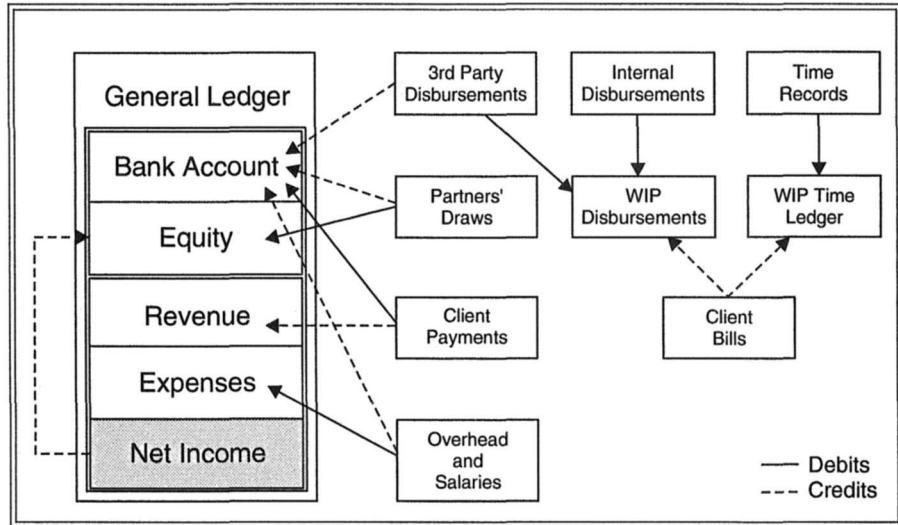 General Ledger
Bank Account
Equity
Revenue
Expenses
Net Income
3rd Party
Disbursements
Internal
Disbursements
Time
Records
Partners'
Draws
WIP
Disbursements
WIP Time
Ledger
Client
Payments
Client
Bills
Overhead
and
Salaries
Debits
Credits